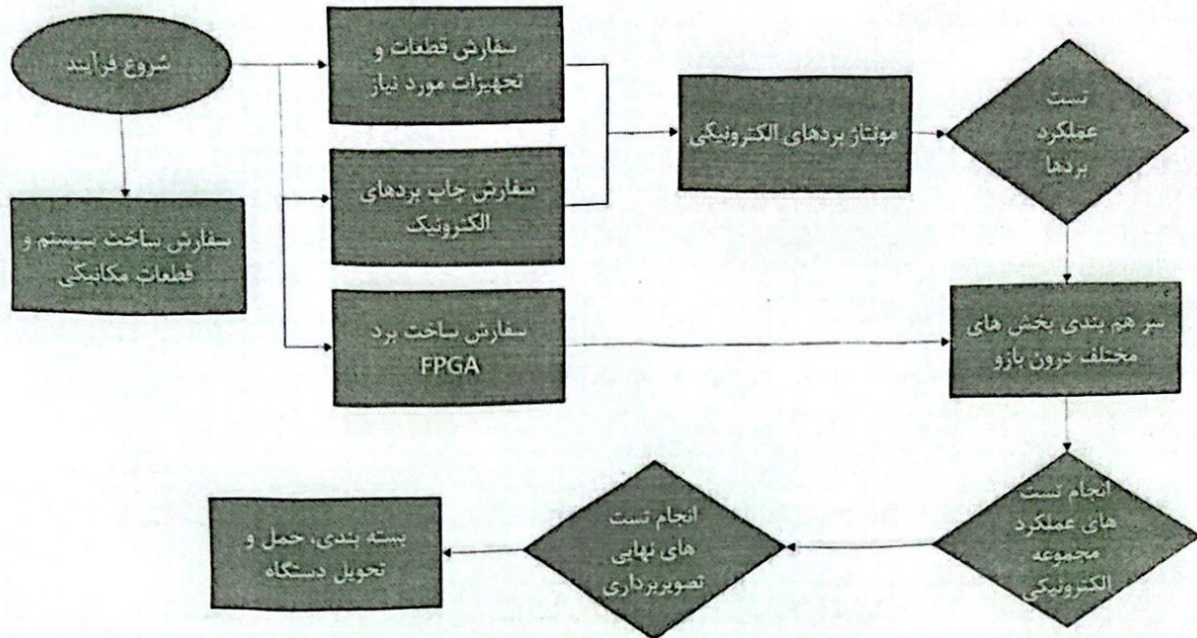 شروع فرآیند
سفارش ساخت سیستم و
قطعات مکانیکی
سفارش قطعات و
تجهیزات مورد نیاز
سفارش چاپ بردهای
الکترونیک
سفارش ساخت برد
FPGA
مونتاژ بردهای الکترونیکی
تست
عملکرد
بردها
سر هم بندی بخش های
مختلف درون بازو
انجام تست
های عملکرد
مجموعه
الکترونیکی
انجام تست
های نهایی
تصویربرداری
بسته بندی، حمل و
تحویل دستگاه